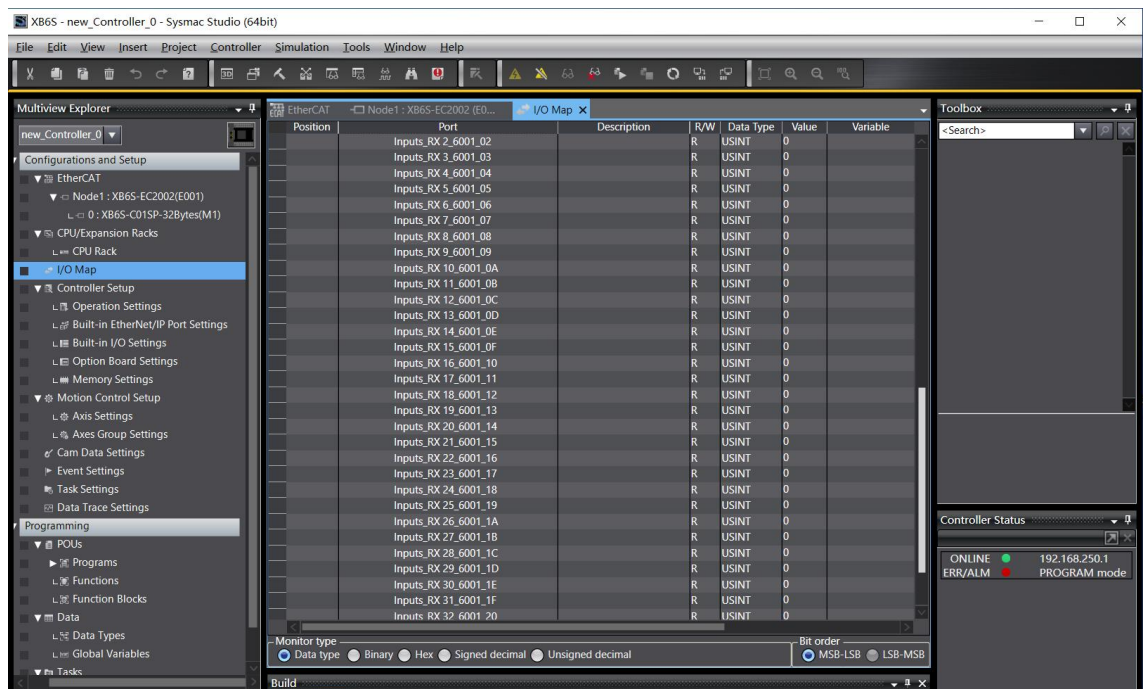 XB6S - new_Controller_0 - Sysmac Studio (64bit)
File Edit View Insert Project Controller Simulation Tools Window Help
Multiview Explorer
new_Controller_0
Configurations and Setup
EtherCAT
Node1 : XB6S-EC2002(E001)
0 : XB6S-C01SP-32Bytes(M1)
CPU/Expansion Racks
CPU Rack
I/O Map
Controller Setup
Operation Settings
Built-in EtherNet/IP Port Settings
Built-in I/O Settings
Option Board Settings
Memory Settings
Motion Control Setup
Axis Settings
Axes Group Settings
Cam Data Settings
Event Settings
Task Settings
Data Trace Settings
Programming
POUs
Programs
Functions
Function Blocks
Data
Data Types
Global Variables
Tasks
EtherCAT Node1 : XB6S-EC2002 (E0... I/O Map
Position Port Description R/W Data Type Value Variable
Inputs_RX 2_6001_02 R USINT 0
Inputs_RX 3_6001_03 R USINT 0
Inputs_RX 4_6001_04 R USINT 0
Inputs_RX 5_6001_05 R USINT 0
Inputs_RX 6_6001_06 R USINT 0
Inputs_RX 7_6001_07 R USINT 0
Inputs_RX 8_6001_08 R USINT 0
Inputs_RX 9_6001_09 R USINT 0
Inputs_RX 10_6001_0A R USINT 0
Inputs_RX 11_6001_0B R USINT 0
Inputs_RX 12_6001_0C R USINT 0
Inputs_RX 13_6001_0D R USINT 0
Inputs_RX 14_6001_0E R USINT 0
Inputs_RX 15_6001_0F R USINT 0
Inputs_RX 16_6001_10 R USINT 0
Inputs_RX 17_6001_11 R USINT 0
Inputs_RX 18_6001_12 R USINT 0
Inputs_RX 19_6001_13 R USINT 0
Inputs_RX 20_6001_14 R USINT 0
Inputs_RX 21_6001_15 R USINT 0
Inputs_RX 22_6001_16 R USINT 0
Inputs_RX 23_6001_17 R USINT 0
Inputs_RX 24_6001_18 R USINT 0
Inputs_RX 25_6001_19 R USINT 0
Inputs_RX 26_6001_1A R USINT 0
Inputs_RX 27_6001_1B R USINT 0
Inputs_RX 28_6001_1C R USINT 0
Inputs_RX 29_6001_1D R USINT 0
Inputs_RX 30_6001_1E R USINT 0
Inputs_RX 31_6001_1F R USINT 0
Inputs_RX 32_6001_20 R USINT 0
Monitor type Bit order
Data type Binary Hex Signed decimal Unsigned decimal MSB-LSB LSB-MSB
Build
Toolbox
<Search>
Controller Status
ONLINE 192.168.250.1
ERR/ALM PROGRAM mode